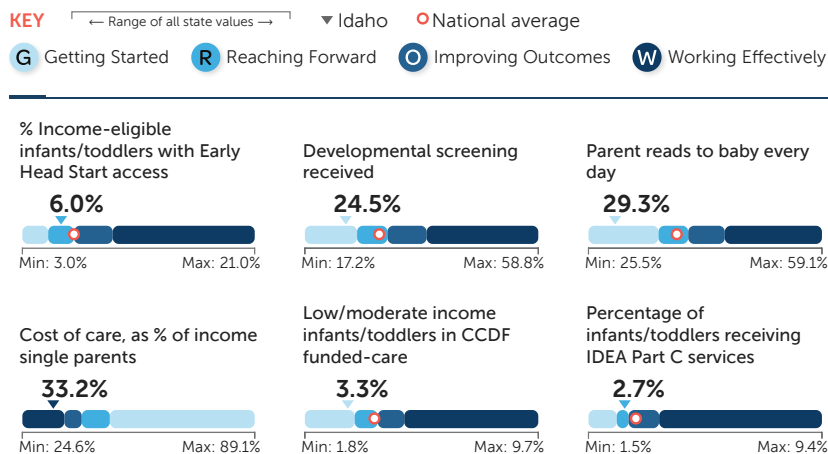 KEY ← Range of all state values → Idaho National average
G Getting Started R Reaching Forward O Improving Outcomes W Working Effectively
% Income-eligible
infants/toddlers with Early
Head Start access
6.0%
Min: 3.0% Max: 21.0%
Developmental screening
received
24.5%
Min: 17.2% Max: 58.8%
Parent reads to baby every
day
29.3%
Min: 25.5% Max: 59.1%
Cost of care, as % of income
single parents
33.2%
Min: 24.6% Max: 89.1%
Low/moderate income
infants/toddlers in CCDF
funded-care
3.3%
Min: 1.8% Max: 9.7%
Percentage of
infants/toddlers receiving
IDEA Part C services
2.7%
Min: 1.5% Max: 9.4%